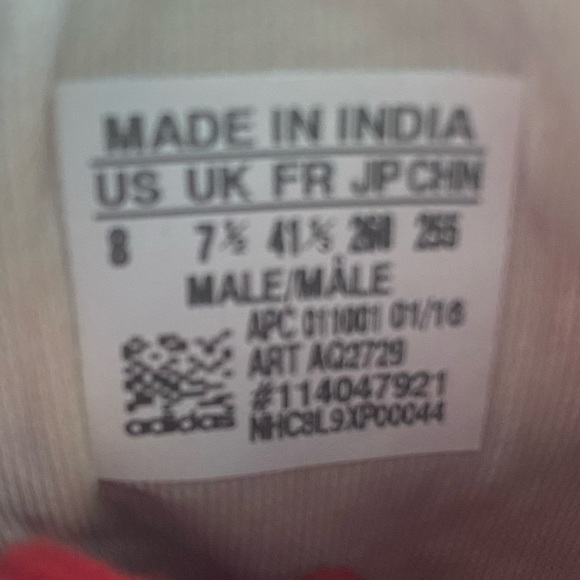 MADE IN INDIA
US UK FR JP CHN
8 7½ 41⅓ 260 255
MALE/MÂLE
APC 011001 01/16
ART AQ2729
#114047921
NHC8L9XP00044
adidas